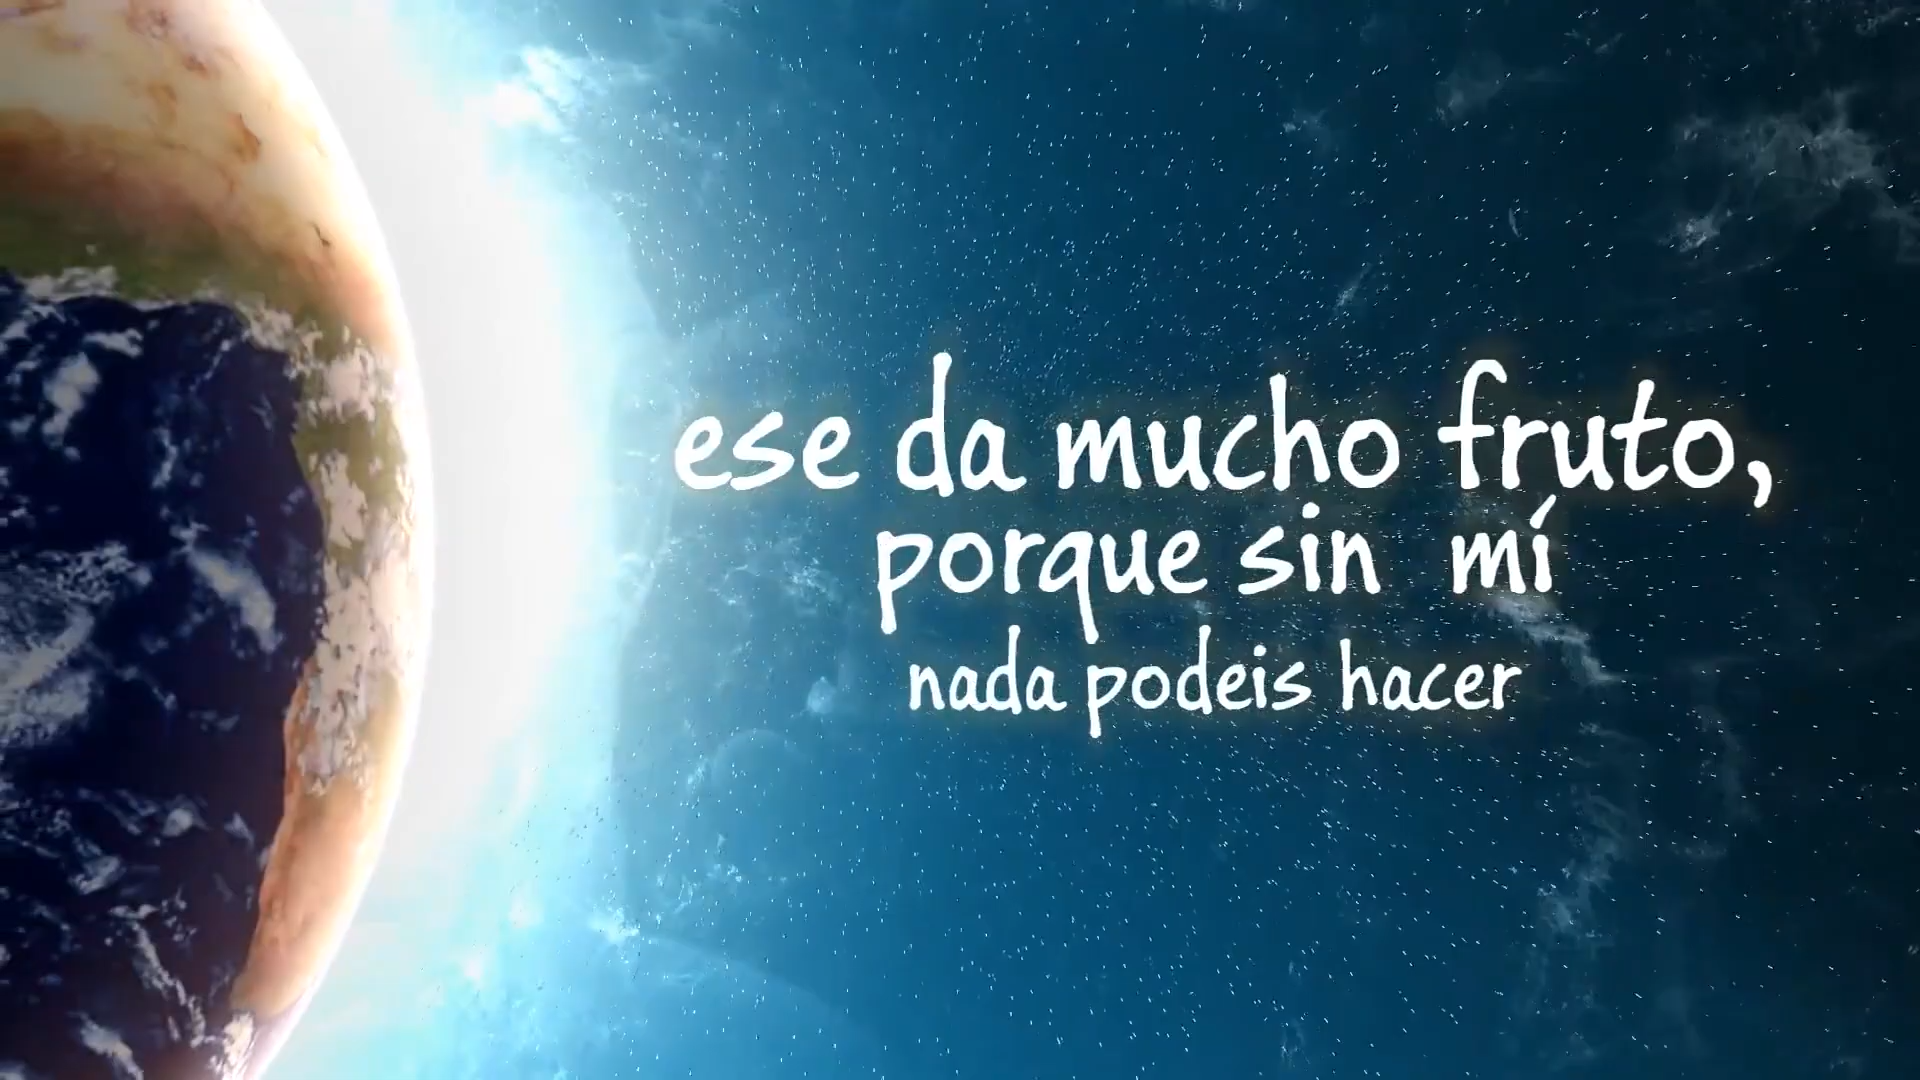 ese da mucho fruto,
porque sin mí
nada podeis hacer